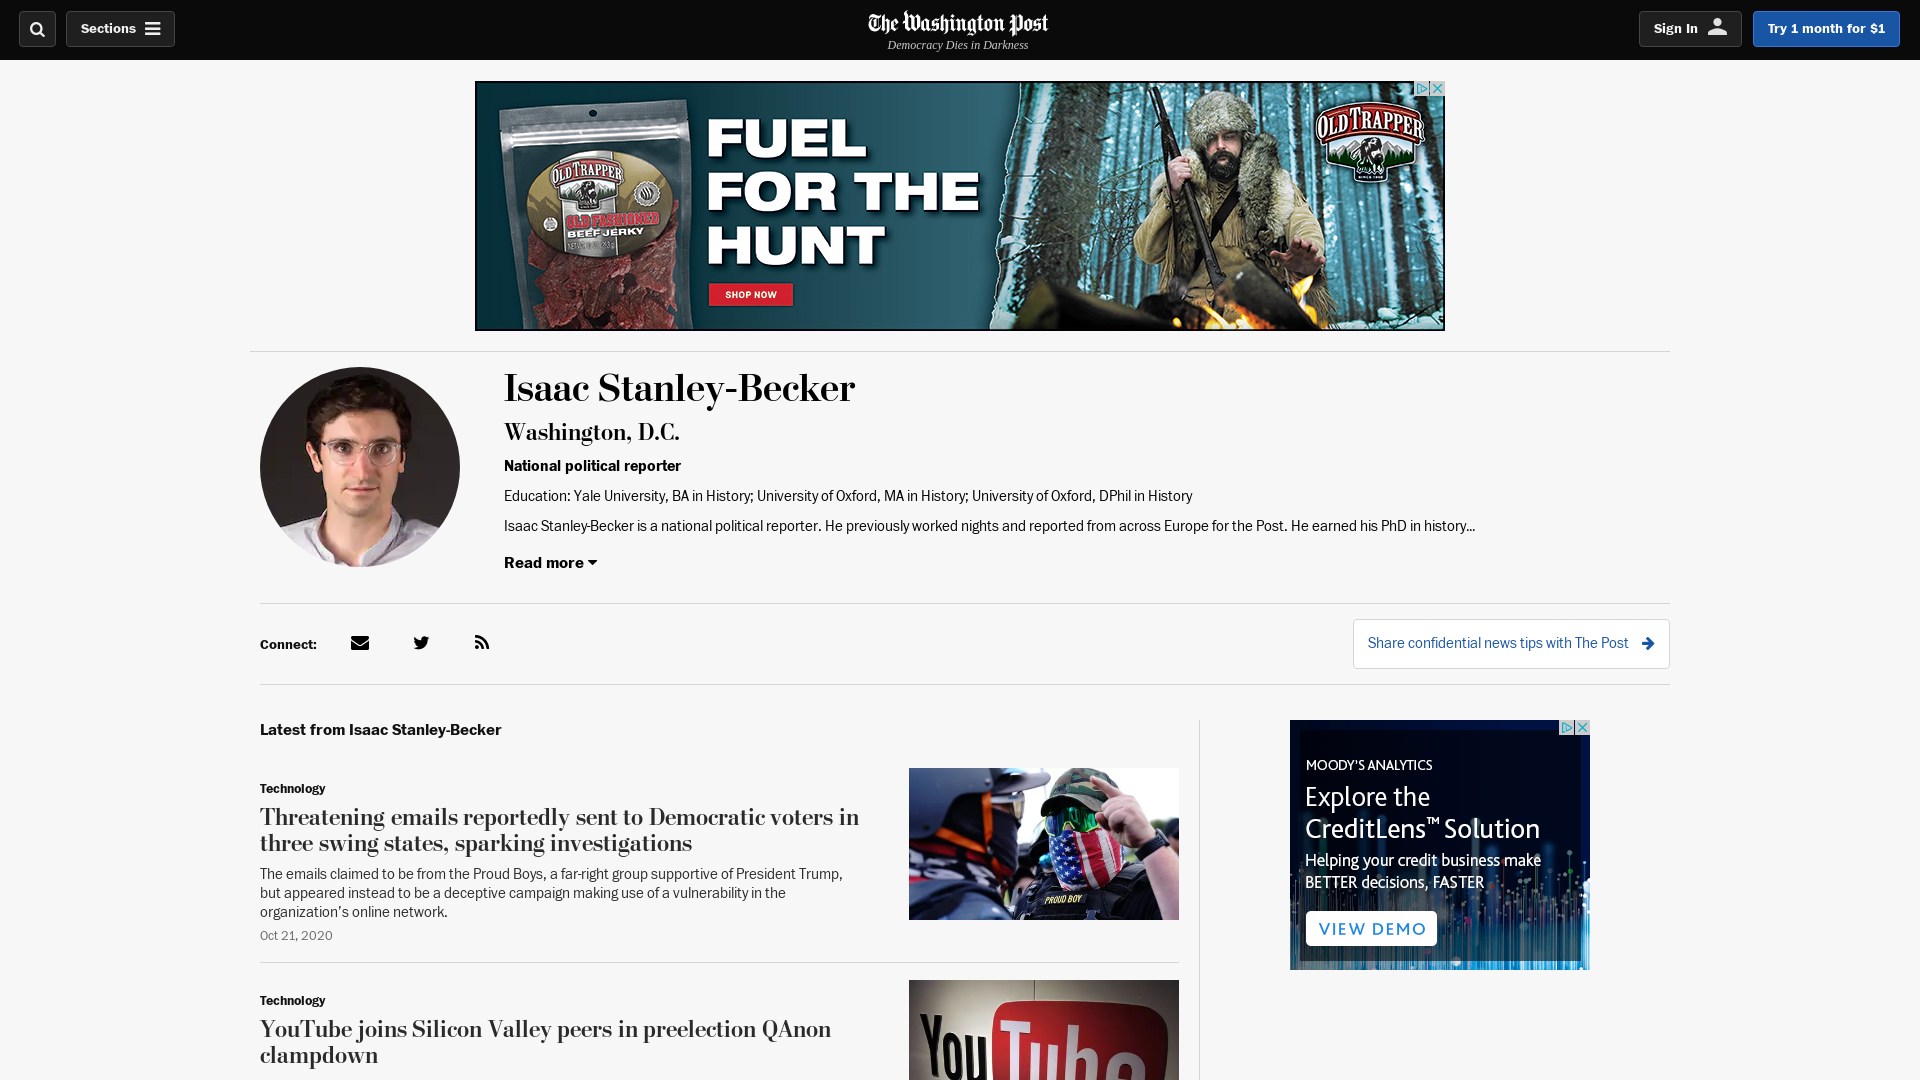 Sections
The Washington Post
Democracy Dies in Darkness
Sign In
Try 1 month for $1
OLD TRAPPER
OLD FASHIONED
BEEF JERKY
FUEL
FOR THE
HUNT
SHOP NOW
OLD TRAPPER
SINCE 1969
Isaac Stanley-Becker
Washington, D.C.
National political reporter
Education: Yale University, BA in History; University of Oxford, MA in History; University of Oxford, DPhil in History
Isaac Stanley-Becker is a national political reporter. He previously worked nights and reported from across Europe for the Post. He earned his PhD in history...
Read more
Connect:
Share confidential news tips with The Post
Latest from Isaac Stanley-Becker
Technology
Threatening emails reportedly sent to Democratic voters in
three swing states, sparking investigations
The emails claimed to be from the Proud Boys, a far-right group supportive of President Trump,
but appeared instead to be a deceptive campaign making use of a vulnerability in the
organization’s online network.
Oct 21, 2020
PROUD BOY
MOODY’S ANALYTICS
Explore the
CreditLens™ Solution
Helping your credit business make
BETTER decisions, FASTER
VIEW DEMO
Technology
YouTube joins Silicon Valley peers in preelection QAnon
clampdown
You Tube